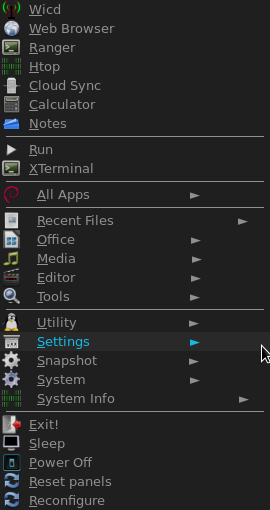 Wicd
Web Browser
Ranger
Htop
Cloud Sync
Calculator
Notes
Run
XTerminal
All Apps
Recent Files
Office
Media
Editor
Tools
Utility
Settings
Snapshot
System
System Info
Exit!
Sleep
Power Off
Reset panels
Reconfigure